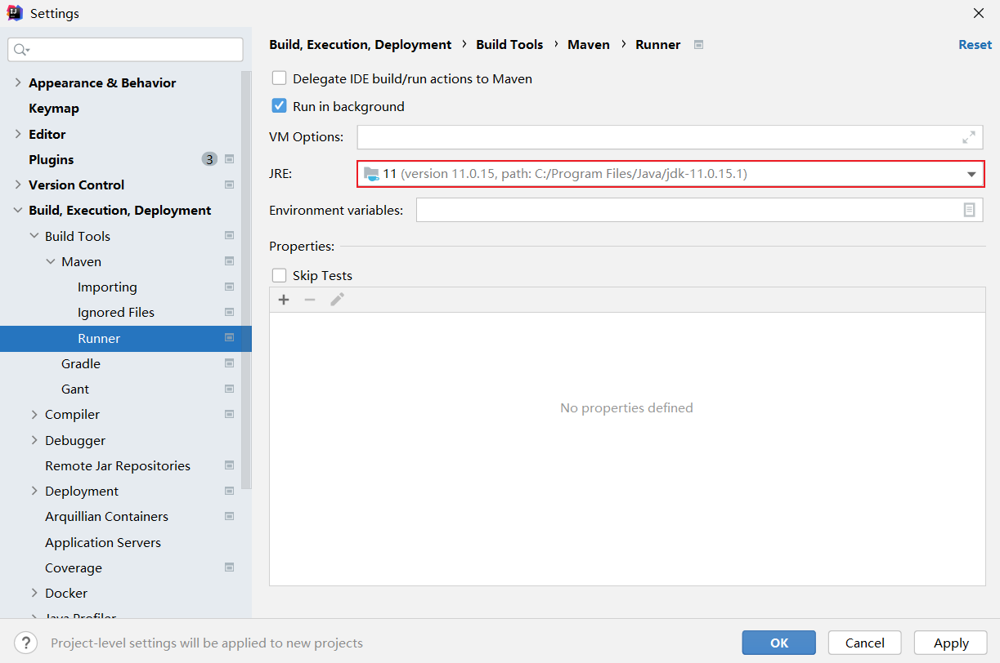 Settings
Build, Execution, Deployment › Build Tools › Maven › Runner
Reset
Appearance & Behavior
Keymap
Editor
Plugins 3
Version Control
Build, Execution, Deployment
Build Tools
Maven
Importing
Ignored Files
Runner
Gradle
Gant
Compiler
Debugger
Remote Jar Repositories
Deployment
Arquillian Containers
Application Servers
Coverage
Docker
Java Profiler
Delegate IDE build/run actions to Maven
Run in background
VM Options:
JRE: 11 (version 11.0.15, path: C:/Program Files/Java/jdk-11.0.15.1)
Environment variables:
Properties:
Skip Tests
No properties defined
? Project-level settings will be applied to new projects
OK Cancel Apply